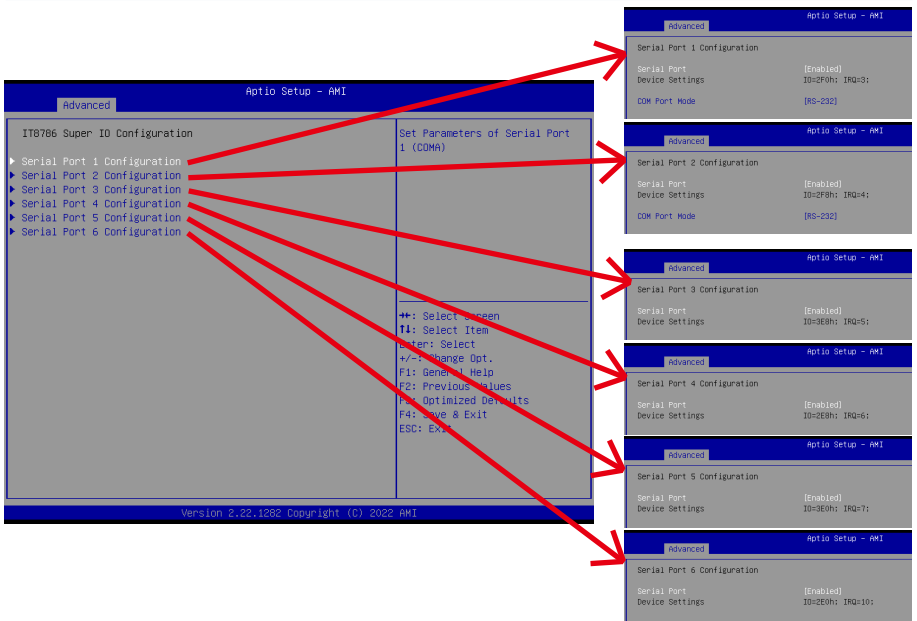 Aptio Setup – AMI
Advanced
IT8786 Super IO Configuration
Serial Port 1 Configuration
Serial Port 2 Configuration
Serial Port 3 Configuration
Serial Port 4 Configuration
Serial Port 5 Configuration
Serial Port 6 Configuration
Set Parameters of Serial Port
1 (COMA)
: Select Screen
: Select Item
Enter: Select
+/-: Change Opt.
F1: General Help
F2: Previous Values
F3: Optimized Defaults
F4: Save & Exit
ESC: Exit
Version 2.22.1282 Copyright (C) 2022 AMI
Aptio Setup – AMI
Advanced
Serial Port 1 Configuration
Serial Port [Enabled]
Device Settings IO=2F0h; IRQ=3;
COM Port Mode [RS-232]
Aptio Setup – AMI
Advanced
Serial Port 2 Configuration
Serial Port [Enabled]
Device Settings IO=2F8h; IRQ=4;
COM Port Mode [RS-232]
Aptio Setup – AMI
Advanced
Serial Port 3 Configuration
Serial Port [Enabled]
Device Settings IO=3E8h; IRQ=5;
Aptio Setup – AMI
Advanced
Serial Port 4 Configuration
Serial Port [Enabled]
Device Settings IO=2E8h; IRQ=6;
Aptio Setup – AMI
Advanced
Serial Port 5 Configuration
Serial Port [Enabled]
Device Settings IO=3E0h; IRQ=7;
Aptio Setup – AMI
Advanced
Serial Port 6 Configuration
Serial Port [Enabled]
Device Settings IO=2E0h; IRQ=10;